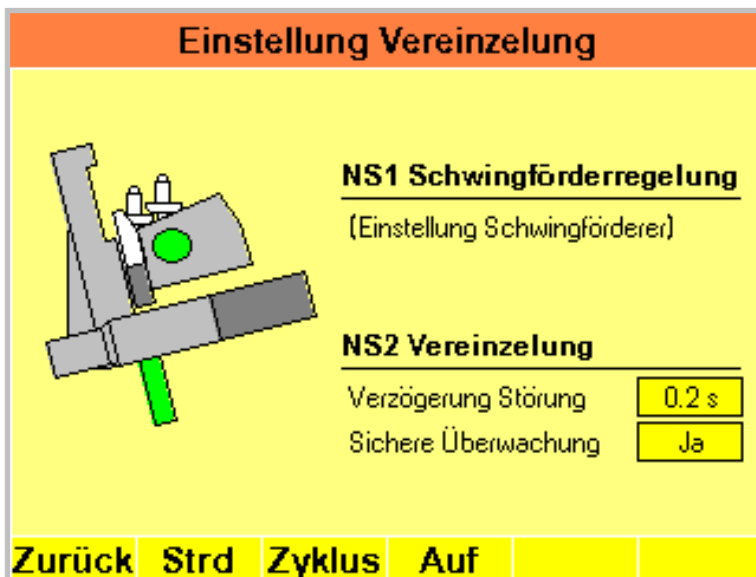 Einstellung Vereinzelung
NS1 Schwingförderregelung
(Einstellung Schwingförderer)
NS2 Vereinzelung
Verzögerung Störung 0.2 s
Sichere Überwachung Ja
Zurück Strd Zyklus Auf